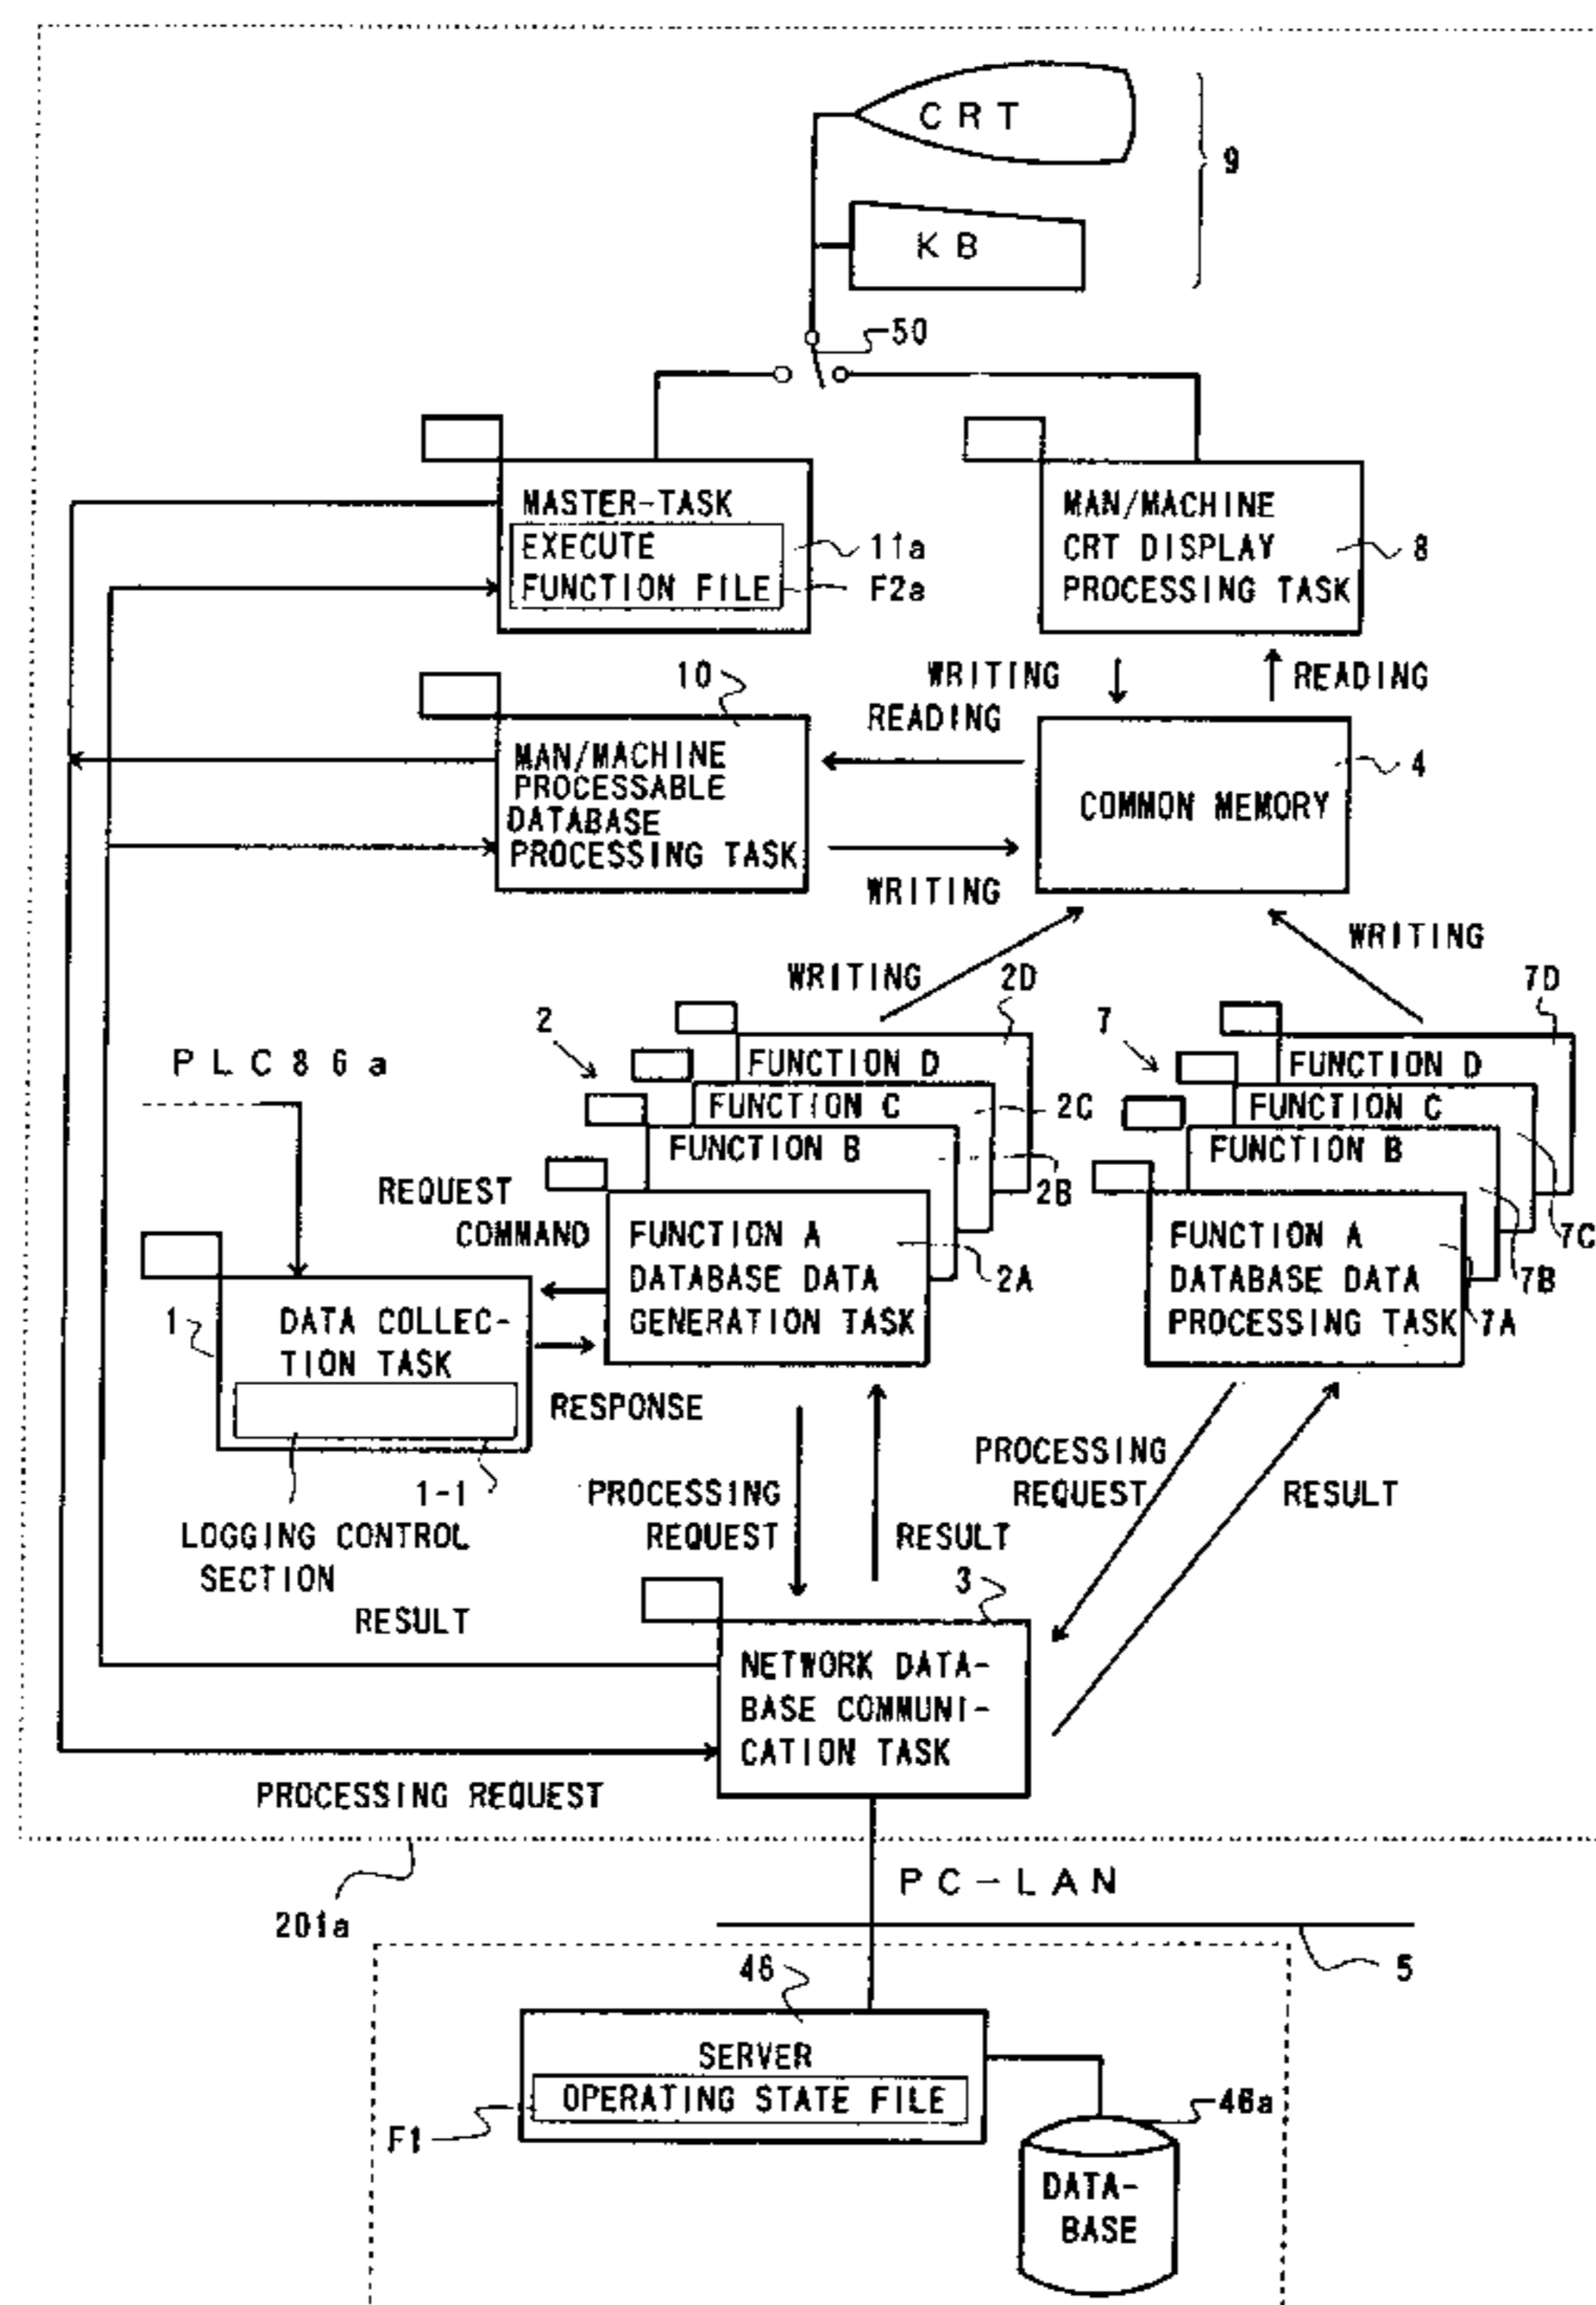 CRT
9
KB
50
MASTER-TASK
EXECUTE
FUNCTION FILE
11a
F2a
MAN/MACHINE
CRT DISPLAY
PROCESSING TASK
8
10
WRITING
READING
READING
MAN/MACHINE
PROCESSABLE
DATABASE
PROCESSING TASK
COMMON MEMORY
4
WRITING
WRITING
WRITING
2D
7D
2
7
PLC86a
FUNCTION D
FUNCTION C
2C
FUNCTION B
2B
FUNCTION D
FUNCTION C
7C
FUNCTION B
7B
REQUEST
COMMAND
FUNCTION A
DATABASE DATA
GENERATION TASK
2A
FUNCTION A
DATABASE DATA
PROCESSING TASK
7A
1
DATA COLLEC-
TION TASK
RESPONSE
1-1
LOGGING CONTROL
SECTION
PROCESSING
REQUEST
RESULT
PROCESSING
REQUEST
RESULT
3
RESULT
NETWORK DATA-
BASE COMMUNI-
CATION TASK
PROCESSING REQUEST
201a
PC-LAN
5
46
SERVER
OPERATING STATE FILE
F1
46a
DATA-
BASE